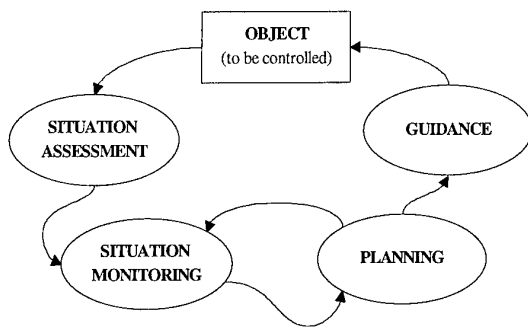 OBJECT
(to be controlled)
SITUATION
ASSESSMENT
GUIDANCE
SITUATION
MONITORING
PLANNING